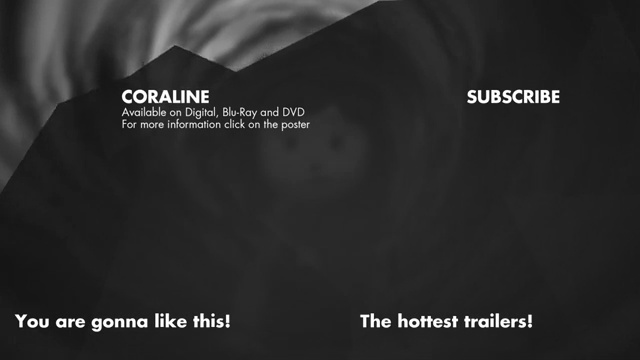 CORALINE
SUBSCRIBE
Available on Digital, Blu-Ray and DVD
For more information click on the poster
You are gonna like this!
The hottest trailers!